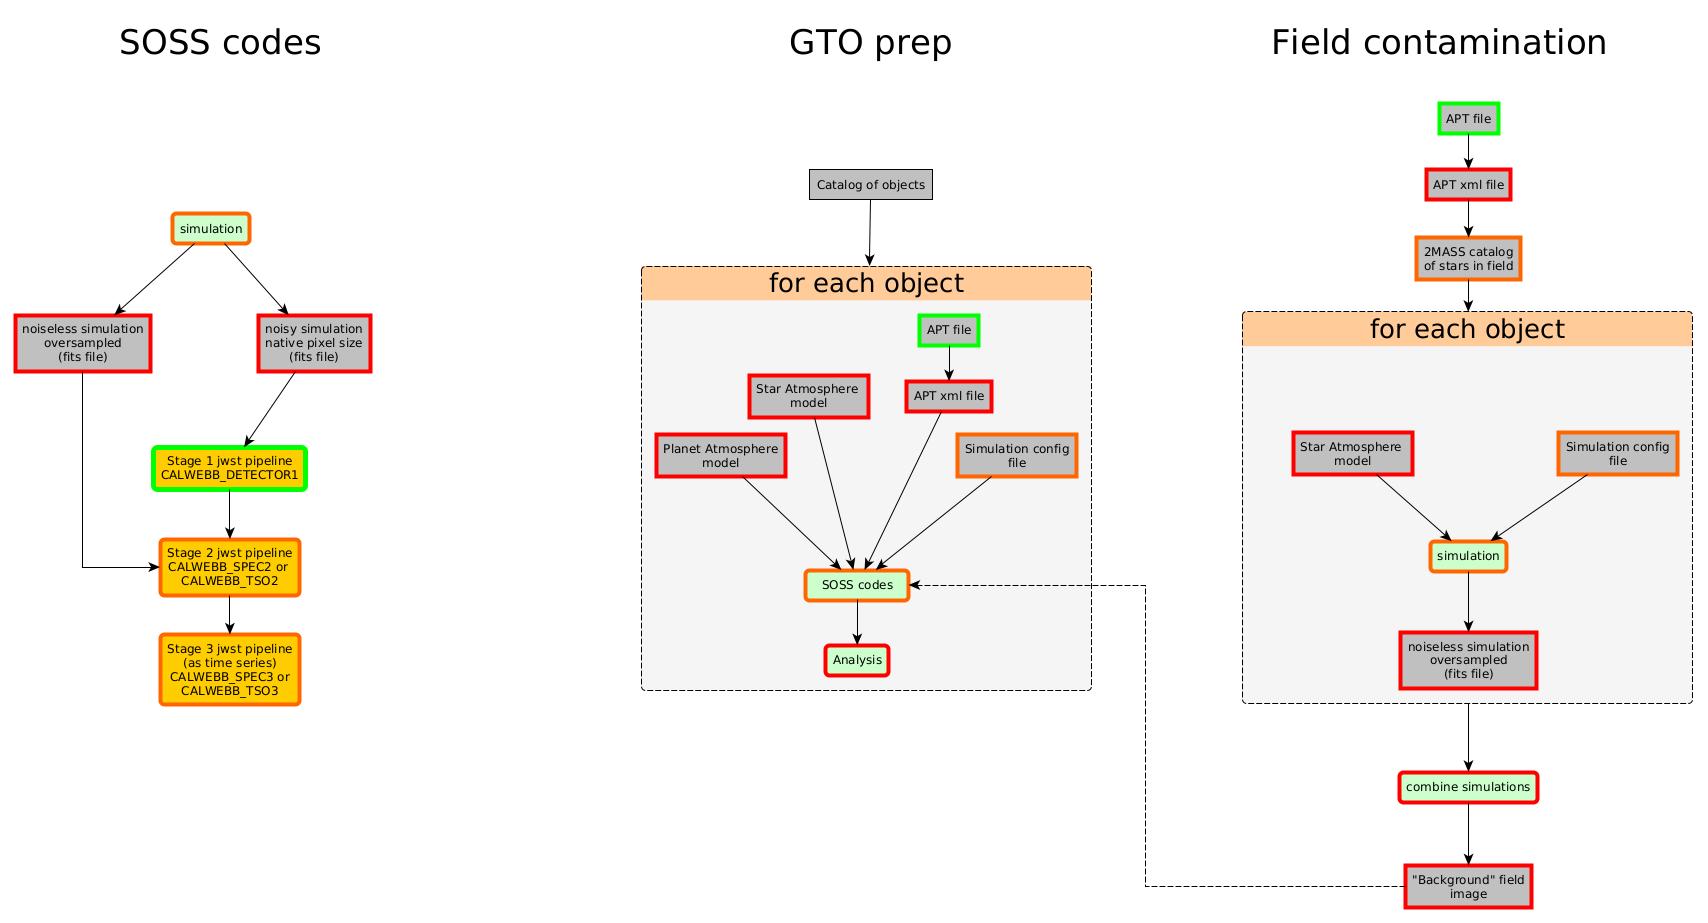 SOSS codes
simulation
noiseless simulation
oversampled
(fits file)
noisy simulation
native pixel size
(fits file)
Stage 1 jwst pipeline
CALWEBB_DETECTOR1
Stage 2 jwst pipeline
CALWEBB_SPEC2 or
CALWEBB_TSO2
Stage 3 jwst pipeline
(as time series)
CALWEBB_SPEC3 or
CALWEBB_TSO3
GTO prep
Catalog of objects
for each object
APT file
Star Atmosphere
model
APT xml file
Planet Atmosphere
model
Simulation config
file
SOSS codes
Analysis
Field contamination
APT file
APT xml file
2MASS catalog
of stars in field
for each object
Star Atmosphere
model
Simulation config
file
simulation
noiseless simulation
oversampled
(fits file)
combine simulations
"Background" field
image